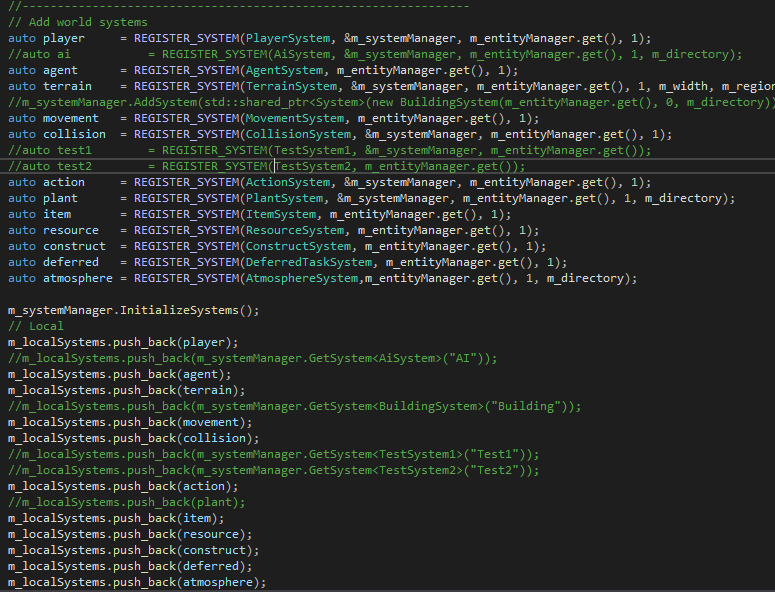 //----------------------------------------------------------------
// Add world systems
auto player     = REGISTER_SYSTEM(PlayerSystem, &m_systemManager, m_entityManager.get(), 1);
//auto ai           = REGISTER_SYSTEM(AiSystem, &m_systemManager, m_entityManager.get(), 1, m_directory);
auto agent      = REGISTER_SYSTEM(AgentSystem, m_entityManager.get(), 1);
auto terrain    = REGISTER_SYSTEM(TerrainSystem, &m_systemManager, m_entityManager.get(), 1, m_width, m_region
//m_systemManager.AddSystem(std::shared_ptr<System>(new BuildingSystem(m_entityManager.get(), 0, m_directory))
auto movement   = REGISTER_SYSTEM(MovementSystem, m_entityManager.get(), 1);
auto collision  = REGISTER_SYSTEM(CollisionSystem, &m_systemManager, m_entityManager.get(), 1);
//auto test1        = REGISTER_SYSTEM(TestSystem1, &m_systemManager, m_entityManager.get());
//auto test2        = REGISTER_SYSTEM(TestSystem2, m_entityManager.get());
auto action     = REGISTER_SYSTEM(ActionSystem, &m_systemManager, m_entityManager.get(), 1);
auto plant      = REGISTER_SYSTEM(PlantSystem, &m_systemManager, m_entityManager.get(), 1, m_directory);
auto item       = REGISTER_SYSTEM(ItemSystem, m_entityManager.get(), 1);
auto resource   = REGISTER_SYSTEM(ResourceSystem, m_entityManager.get(), 1);
auto construct  = REGISTER_SYSTEM(ConstructSystem, m_entityManager.get(), 1);
auto deferred   = REGISTER_SYSTEM(DeferredTaskSystem, m_entityManager.get(), 1);
auto atmosphere = REGISTER_SYSTEM(AtmosphereSystem,m_entityManager.get(), 1, m_directory);

m_systemManager.InitializeSystems();
// Local
m_localSystems.push_back(player);
//m_localSystems.push_back(m_systemManager.GetSystem<AiSystem>("AI"));
m_localSystems.push_back(agent);
m_localSystems.push_back(terrain);
//m_localSystems.push_back(m_systemManager.GetSystem<BuildingSystem>("Building"));
m_localSystems.push_back(movement);
m_localSystems.push_back(collision);
//m_localSystems.push_back(m_systemManager.GetSystem<TestSystem1>("Test1"));
//m_localSystems.push_back(m_systemManager.GetSystem<TestSystem2>("Test2"));
m_localSystems.push_back(action);
//m_localSystems.push_back(plant);
m_localSystems.push_back(item);
m_localSystems.push_back(resource);
m_localSystems.push_back(construct);
m_localSystems.push_back(deferred);
m_localSystems.push_back(atmosphere);